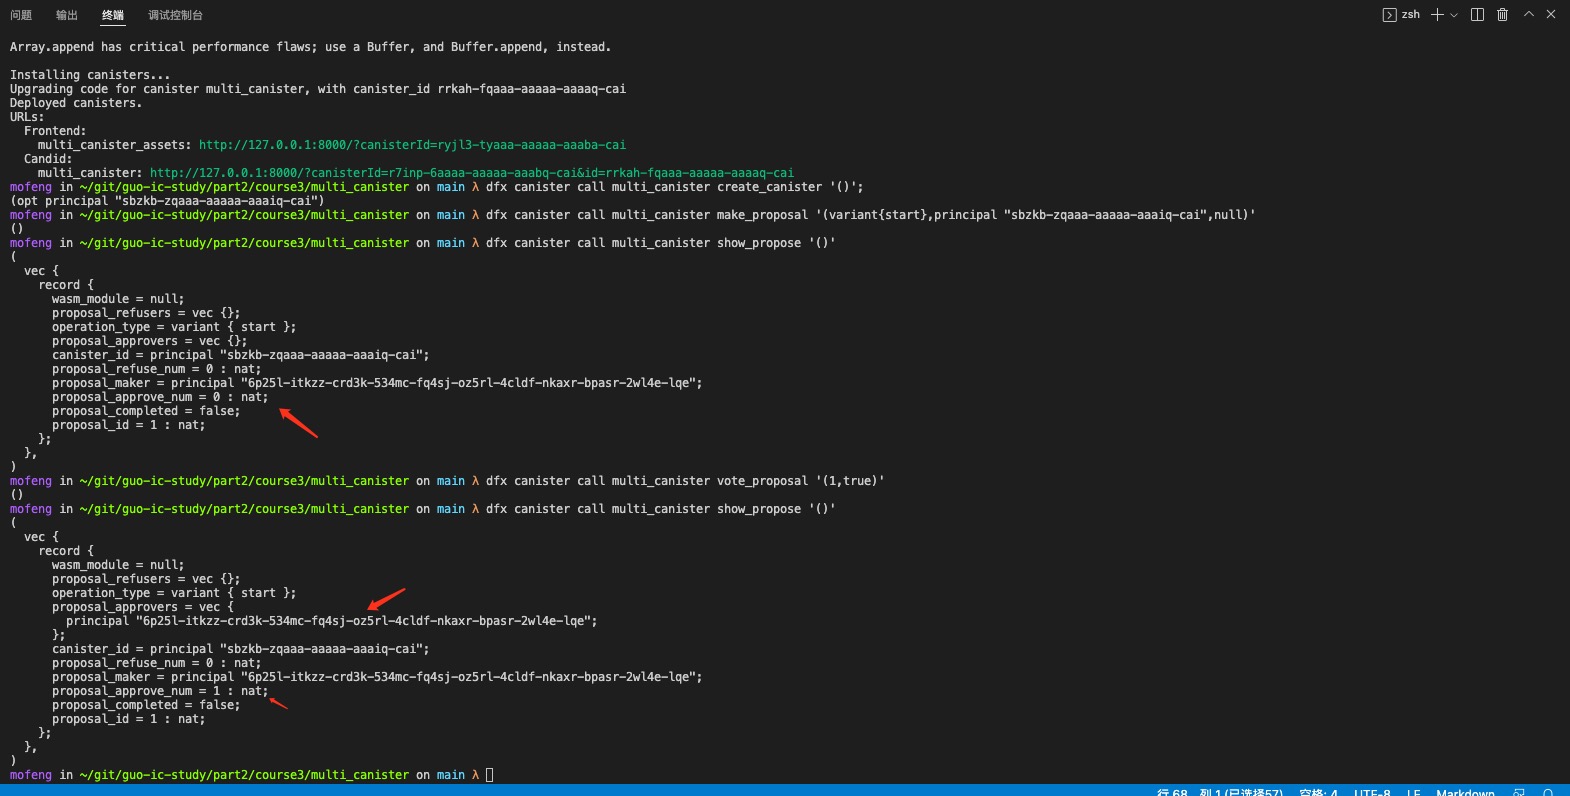 问题 输出 终端 调试控制台 zsh
Array.append has critical performance flaws; use a Buffer, and Buffer.append, instead.
Installing canisters...
Upgrading code for canister multi_canister, with canister_id rrkah-fqaaa-aaaaa-aaaaq-cai
Deployed canisters.
URLs:
  Frontend:
    multi_canister_assets: http://127.0.0.1:8000/?canisterId=ryjl3-tyaaa-aaaaa-aaaba-cai
  Candid:
    multi_canister: http://127.0.0.1:8000/?canisterId=r7inp-6aaaa-aaaaa-aaabq-cai&id=rrkah-fqaaa-aaaaa-aaaaq-cai
mofeng in ~/git/guo-ic-study/part2/course3/multi_canister on main λ dfx canister call multi_canister create_canister '()';
(opt principal "sbzkb-zqaaa-aaaaa-aaaiq-cai")
mofeng in ~/git/guo-ic-study/part2/course3/multi_canister on main λ dfx canister call multi_canister make_proposal '(variant{start},principal "sbzkb-zqaaa-aaaaa-aaaiq-cai",null)'
()
mofeng in ~/git/guo-ic-study/part2/course3/multi_canister on main λ dfx canister call multi_canister show_propose '()'
(
  vec {
    record {
      wasm_module = null;
      proposal_refusers = vec {};
      operation_type = variant { start };
      proposal_approvers = vec {};
      canister_id = principal "sbzkb-zqaaa-aaaaa-aaaiq-cai";
      proposal_refuse_num = 0 : nat;
      proposal_maker = principal "6p25l-itkzz-crd3k-534mc-fq4sj-oz5rl-4cldf-nkaxr-bpasr-2wl4e-lqe";
      proposal_approve_num = 0 : nat;
      proposal_completed = false;
      proposal_id = 1 : nat;
    };
  },
)
mofeng in ~/git/guo-ic-study/part2/course3/multi_canister on main λ dfx canister call multi_canister vote_proposal '(1,true)'
()
mofeng in ~/git/guo-ic-study/part2/course3/multi_canister on main λ dfx canister call multi_canister show_propose '()'
(
  vec {
    record {
      wasm_module = null;
      proposal_refusers = vec {};
      operation_type = variant { start };
      proposal_approvers = vec {
        principal "6p25l-itkzz-crd3k-534mc-fq4sj-oz5rl-4cldf-nkaxr-bpasr-2wl4e-lqe";
      };
      canister_id = principal "sbzkb-zqaaa-aaaaa-aaaiq-cai";
      proposal_refuse_num = 0 : nat;
      proposal_maker = principal "6p25l-itkzz-crd3k-534mc-fq4sj-oz5rl-4cldf-nkaxr-bpasr-2wl4e-lqe";
      proposal_approve_num = 1 : nat;
      proposal_completed = false;
      proposal_id = 1 : nat;
    };
  },
)
mofeng in ~/git/guo-ic-study/part2/course3/multi_canister on main λ
行 68, 列 1 (已选择57) 空格: 4 UTF-8 LF Markdown